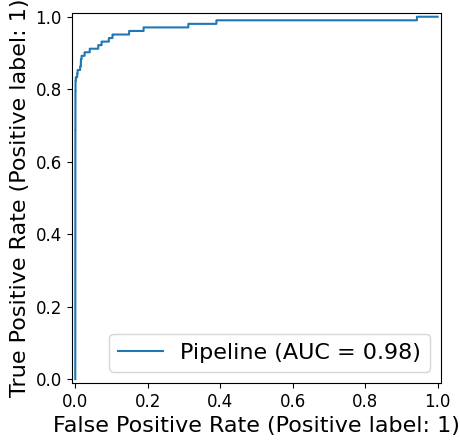 True Positive Rate (Positive label: 1)
1.0
0.8
0.6
0.4
0.2
0.0
Pipeline (AUC = 0.98)
0.0 0.2 0.4 0.6 0.8 1.0
False Positive Rate (Positive label: 1)